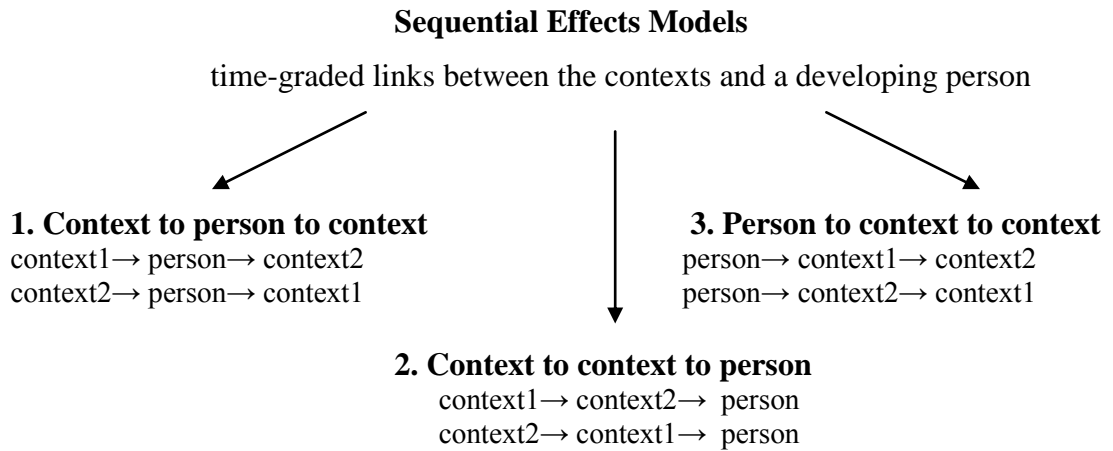 Sequential Effects Models
time-graded links between the contexts and a developing person
1. Context to person to context
context1→ person→ context2
context2→ person→ context1
3. Person to context to context
person→ context1→ context2
person→ context2→ context1
2. Context to context to person
context1→ context2→ person
context2→ context1→ person